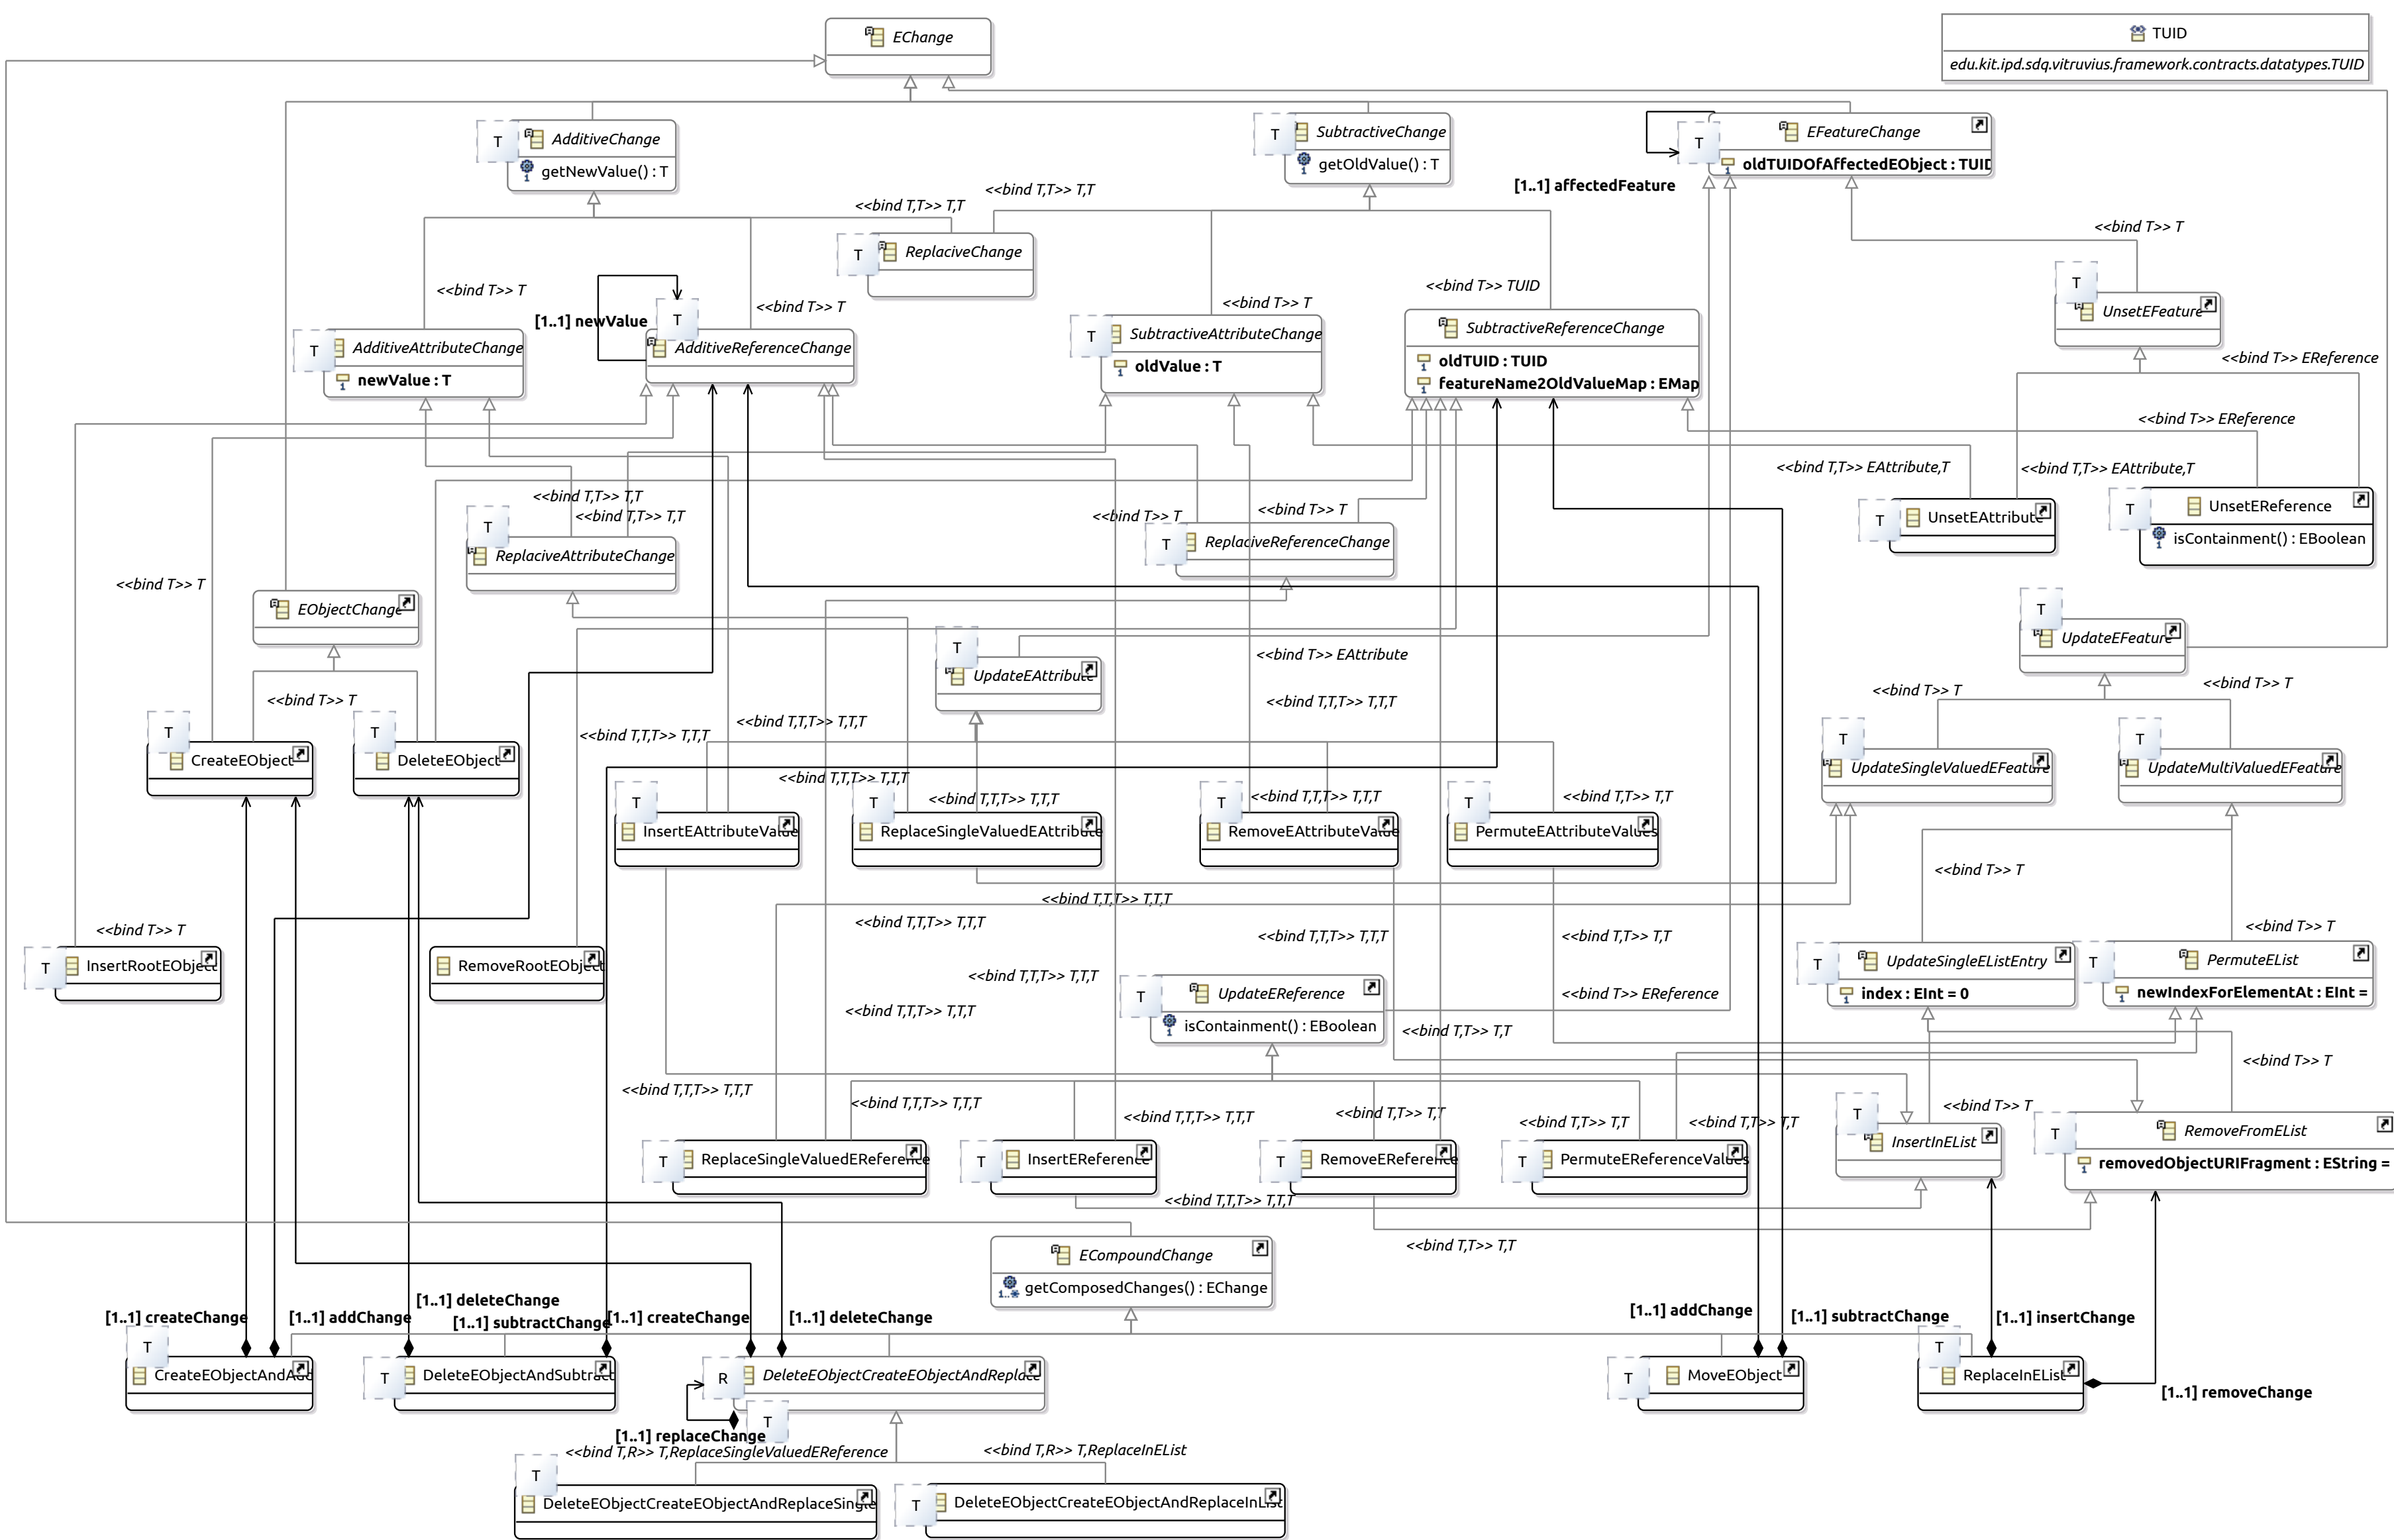 EChange
TUID
edu.kit.ipd.sdq.vitruvius.framework.contracts.datatypes.TUID
T
AdditiveChange
getNewValue() : T
T
SubtractiveChange
getOldValue() : T
T
EFeatureChange
oldTUIDOfAffectedEObject : TUID
[1..1] affectedFeature
<<bind T,T>> T,T
<<bind T,T>> T,T
T
ReplaciveChange
<<bind T>> T
T
UnsetEFeature
<<bind T>> T
[1..1] newValue
T
<<bind T>> T
<<bind T>> T
<<bind T>> TUID
T
AdditiveAttributeChange
newValue : T
AdditiveReferenceChange
T
SubtractiveAttributeChange
oldValue : T
SubtractiveReferenceChange
oldTUID : TUID
featureName2OldValueMap : EMap
<<bind T>> EReference
<<bind T>> EReference
<<bind T,T>> EAttribute,T
<<bind T,T>> EAttribute,T
<<bind T,T>> T,T
<<bind T,T>> T,T
T
ReplaciveAttributeChange
<<bind T>> T
<<bind T>> T
T
ReplaciveReferenceChange
T
UnsetEAttribute
T
UnsetEReference
isContainment() : EBoolean
<<bind T>> T
EObjectChange
T
UpdateEAttribute
<<bind T>> EAttribute
T
UpdateEFeature
<<bind T>> T
<<bind T,T,T>> T,T,T
<<bind T>> T
<<bind T>> T
T
CreateEObject
T
DeleteEObject
<<bind T,T,T>> T,T,T
<<bind T,T,T>> T,T,T
<<bind T,T,T>> T,T,T
<<bind T,T,T>> T,T,T
<<bind T,T,T>> T,T,T
<<bind T,T>> T,T
T
UpdateSingleValuedEFeature
T
UpdateMultiValuedEFeature
T
InsertEAttributeValue
T
ReplaceSingleValuedEAttribute
T
RemoveEAttributeValue
T
PermuteEAttributeValues
<<bind T>> T
<<bind T,T,T>> T,T,T
<<bind T,T,T>> T,T,T
<<bind T>> T
<<bind T,T,T>> T,T,T
<<bind T,T>> T,T
<<bind T>> T
T
InsertRootEObject
RemoveRootEObject
<<bind T,T,T>> T,T,T
<<bind T,T,T>> T,T,T
T
UpdateEReference
isContainment() : EBoolean
<<bind T>> EReference
<<bind T,T>> T,T
T
UpdateSingleEListEntry
index : EInt = 0
T
PermuteEList
newIndexForElementAt : EInt =
<<bind T>> T
<<bind T,T,T>> T,T,T
<<bind T,T,T>> T,T,T
<<bind T,T,T>> T,T,T
<<bind T,T>> T,T
<<bind T,T>> T,T
<<bind T,T>> T,T
<<bind T>> T
T
InsertInEList
T
RemoveFromEList
removedObjectURIFragment : EString =
T
ReplaceSingleValuedEReference
T
InsertEReference
T
RemoveEReference
T
PermuteEReferenceValues
<<bind T,T,T>> T,T,T
<<bind T,T>> T,T
ECompoundChange
getComposedChanges() : EChange
[1..1] createChange
[1..1] addChange
[1..1] deleteChange
[1..1] subtractChange
[1..1] createChange
[1..1] deleteChange
[1..1] addChange
[1..1] subtractChange
[1..1] insertChange
T
CreateEObjectAndAdd
T
DeleteEObjectAndSubtract
R
DeleteEObjectCreateEObjectAndReplace
T
MoveEObject
T
ReplaceInEList
[1..1] removeChange
T
[1..1] replaceChange
<<bind T,R>> T,ReplaceSingleValuedEReference
<<bind T,R>> T,ReplaceInEList
T
DeleteEObjectCreateEObjectAndReplaceSingle
T
DeleteEObjectCreateEObjectAndReplaceInList